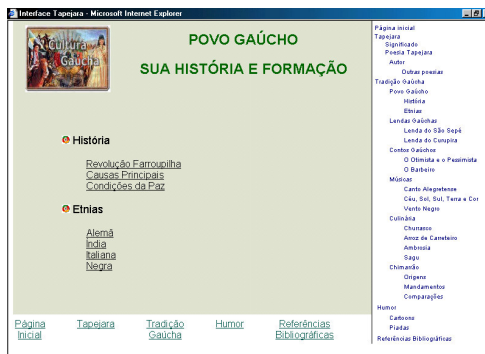 Interface Tapejara - Microsoft Internet Explorer
Cultura
Gaúcha
POVO GAÚCHO
SUA HISTÓRIA E FORMAÇÃO
História
Revolução Farroupilha
Causas Principais
Condições da Paz
Etnias
Alemã
Índia
Italiana
Negra
Página Inicial
Tapejara
Tradição Gaúcha
Humor
Referências Bibliográficas
Página inicial
Tapejara
Significado
Poesia Tapejara
Autor
Outras poesias
Tradição Gaúcha
Povo Gaúcho
História
Etnias
Lendas Gaúchas
Lenda do São Sepé
Lenda do Curupira
Contos Gaúchos
O Otimista e o Pessimista
O Barbeiro
Músicas
Canto Alegretense
Céu, Sol, Sul, Terra e Cor
Vento Negro
Culinária
Churrasco
Arroz de Carreteiro
Ambrosia
Sagu
Chimarrão
Origens
Mandamentos
Comparações
Humor
Cartoons
Piadas
Referências Bibliográficas